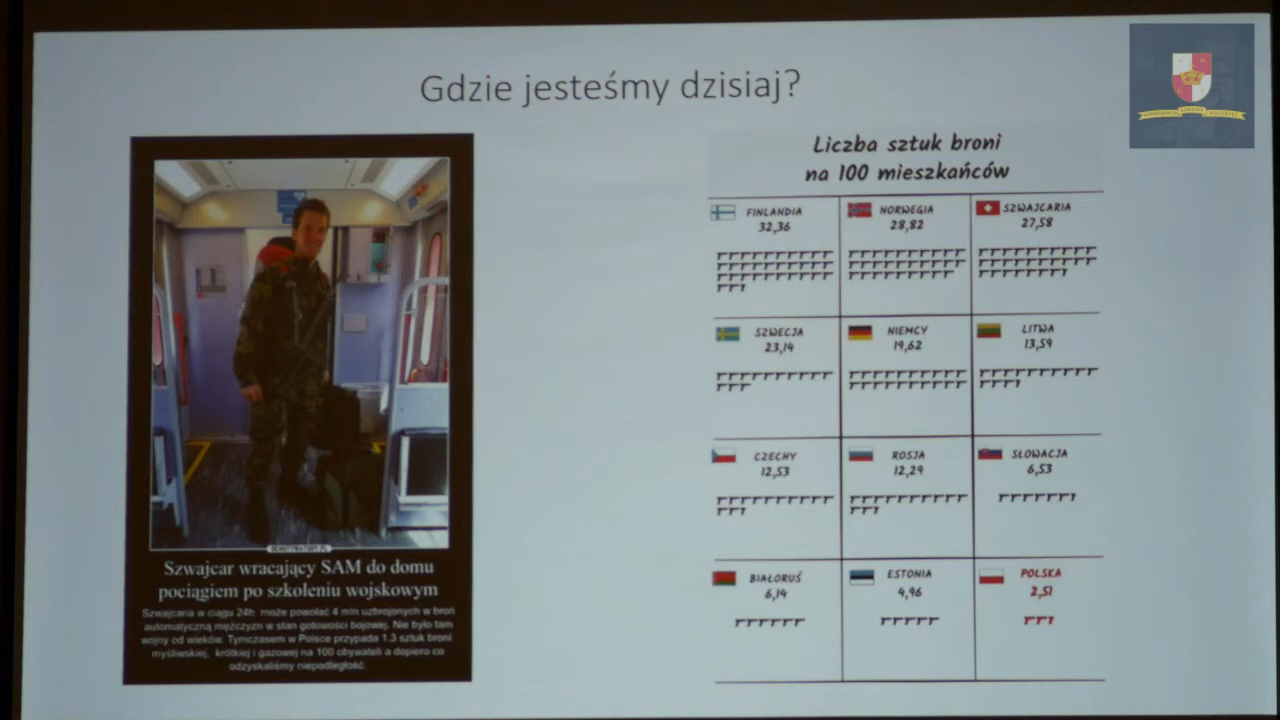 Gdzie jesteśmy dzisiaj?
DEMOTYWATORY.PL
Szwajcar wracający SAM do domu
pociągiem po szkoleniu wojskowym
Szwajcaria w ciągu 24h może powołać 4 mln uzbrojonych w broń
automatyczną mężczyzn w stan gotowości bojowej. Nie było tam
wojny od wieków. Tymczasem w Polsce przypada 1.3 sztuk broni
myśliwskiej, krótkiej i gazowej na 100 obywateli a dopiero co
odzyskaliśmy niepodległość.
Liczba sztuk broni
na 100 mieszkańców
FINLANDIA
32,36
NORWEGIA
28,82
SZWAJCARIA
27,58
SZWECJA
23,14
NIEMCY
19,62
LITWA
13,59
CZECHY
12,53
ROSJA
12,29
SŁOWACJA
6,53
BIAŁORUŚ
6,14
ESTONIA
4,96
POLSKA
2,51